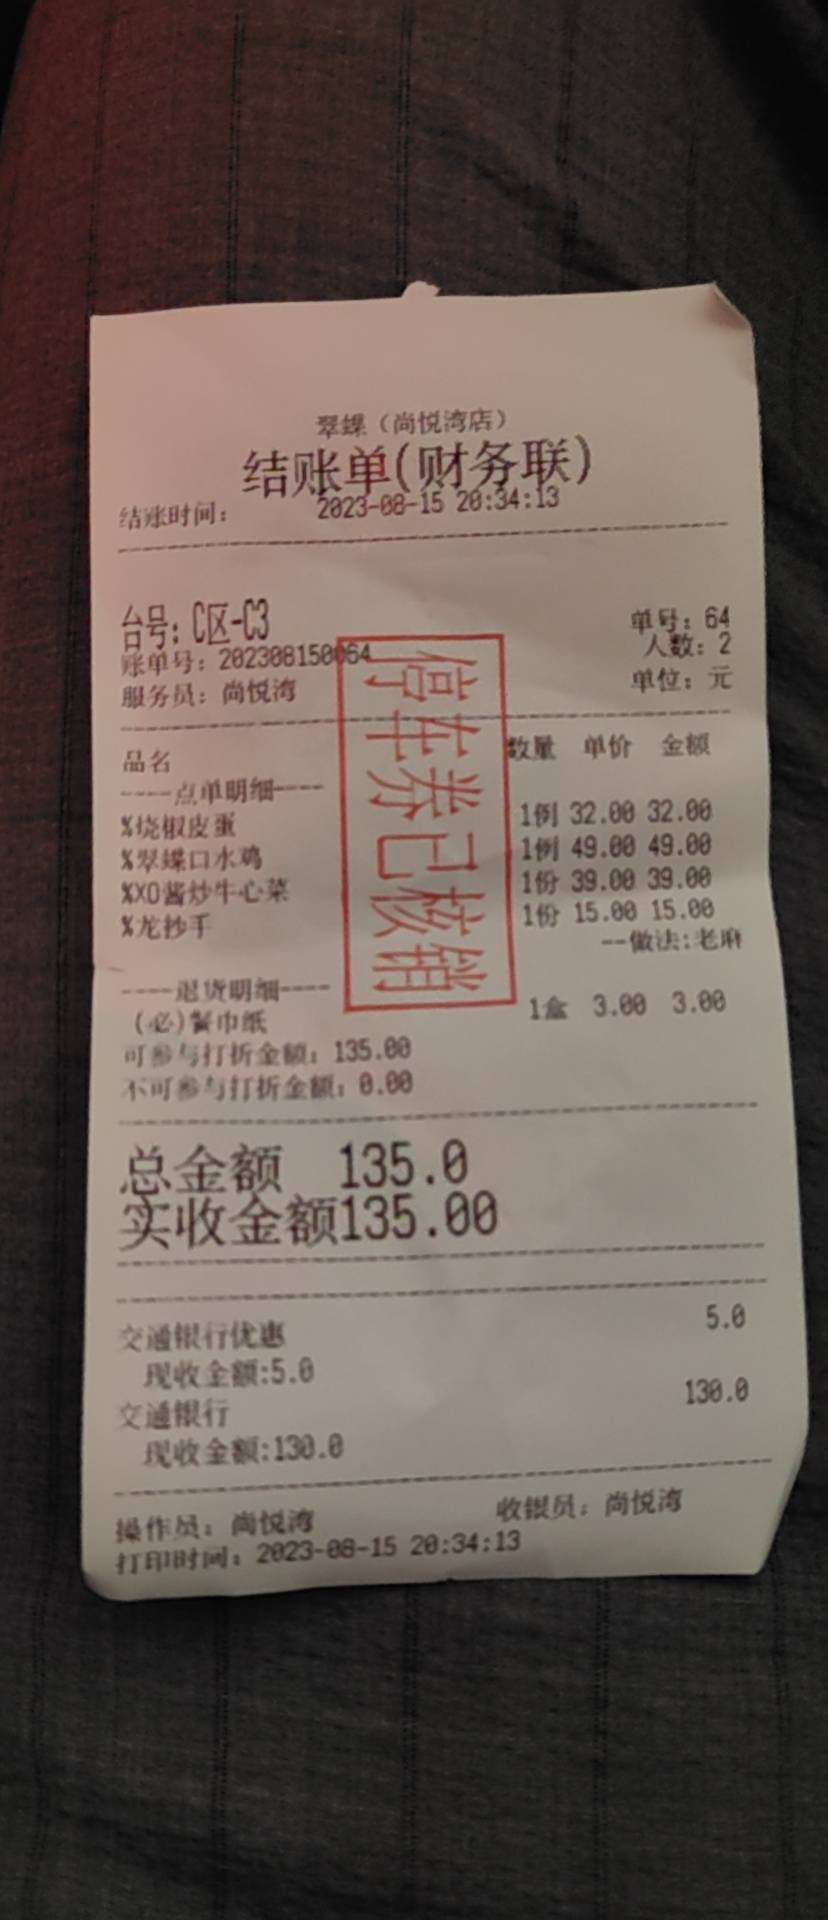 翠蝶（尚悦湾店）
结账单(财务联)
结账时间： 2023-08-15 20:34:13
台号：C区-C3 单号：64
人数：2
账单号：202308150064
服务员：尚悦湾 单位：元
品名 数量 单价 金额
----点单明细----
%烧椒皮蛋 1例 32.00 32.00
%翠蝶口水鸡 1例 49.00 49.00
%XO酱炒牛心菜 1份 39.00 39.00
%龙抄手 1份 15.00 15.00
--做法:老麻
----退货明细----
(必)餐巾纸 1盒 3.00 3.00
可参与打折金额：135.00
不可参与打折金额：0.00
总金额 135.0
实收金额135.00
交通银行优惠 5.0
现收金额:5.0
交通银行 130.0
现收金额:130.0
操作员：尚悦湾 收银员：尚悦湾
打印时间：2023-08-15 20:34:13
停车券已核销